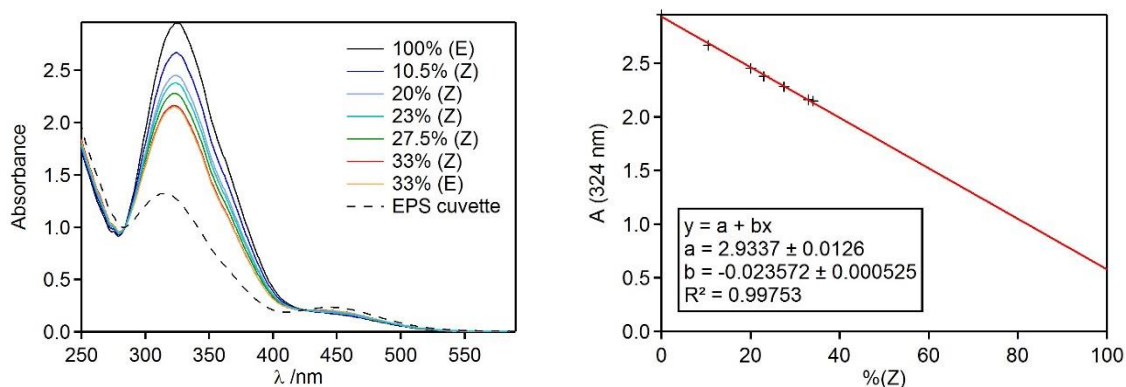 Absorbance
2.5
2.0
1.5
1.0
0.5
0.0
100% (E)
10.5% (Z)
20% (Z)
23% (Z)
27.5% (Z)
33% (Z)
33% (E)
EPS cuvette
250 300 350 400 450 500 550
λ /nm
A (324 nm)
2.5
2.0
1.5
1.0
0.5
0.0
y = a + bx
a = 2.9337 ± 0.0126
b = -0.023572 ± 0.000525
R² = 0.99753
0 20 40 60 80 100
%(Z)